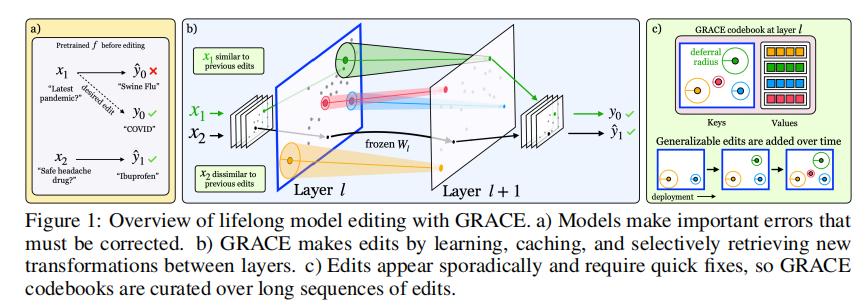 a)
Pretrained f before editing
x₁ ŷ₀ ×
"Latest pandemic?"
"Swine Flu"
desired edit
y₀ ✓
"COVID"
x₂ ŷ₁ ✓
"Safe headache drug?"
"Ibuprofen"
b)
x₁ similar to
previous edits
x₁
x₂
x₂ dissimilar to
previous edits
frozen Wₗ
Layer l
Layer l + 1
y₀ ✓
ŷ₁ ✓
c)
GRACE codebook at layer l
deferral
radius
Keys
Values
Generalizable edits are added over time
deployment
Figure 1: Overview of lifelong model editing with GRACE. a) Models make important errors that
must be corrected. b) GRACE makes edits by learning, caching, and selectively retrieving new
transformations between layers. c) Edits appear sporadically and require quick fixes, so GRACE
codebooks are curated over long sequences of edits.